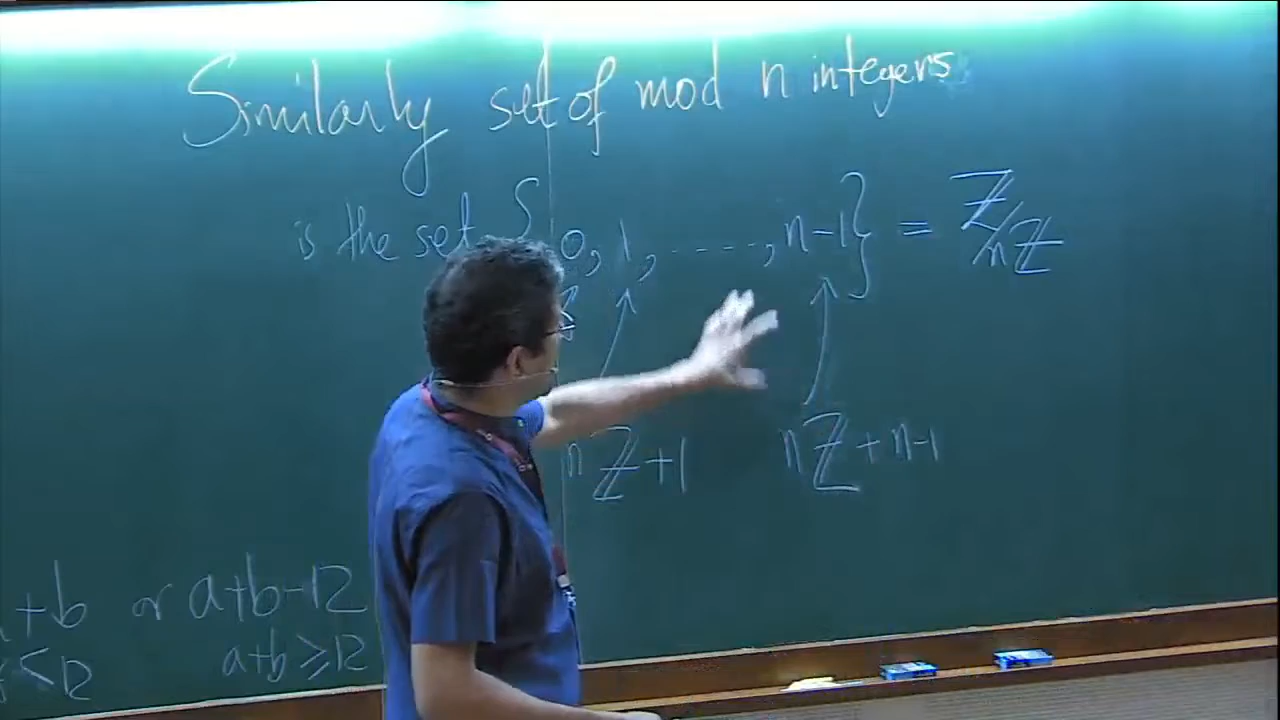 Similarly set of mod n integers
is the set { 0, 1, ----, n-1} = ℤ/nℤ
nℤ+1 nℤ+n-1
+b or a+b-12
<12 a+b≥12